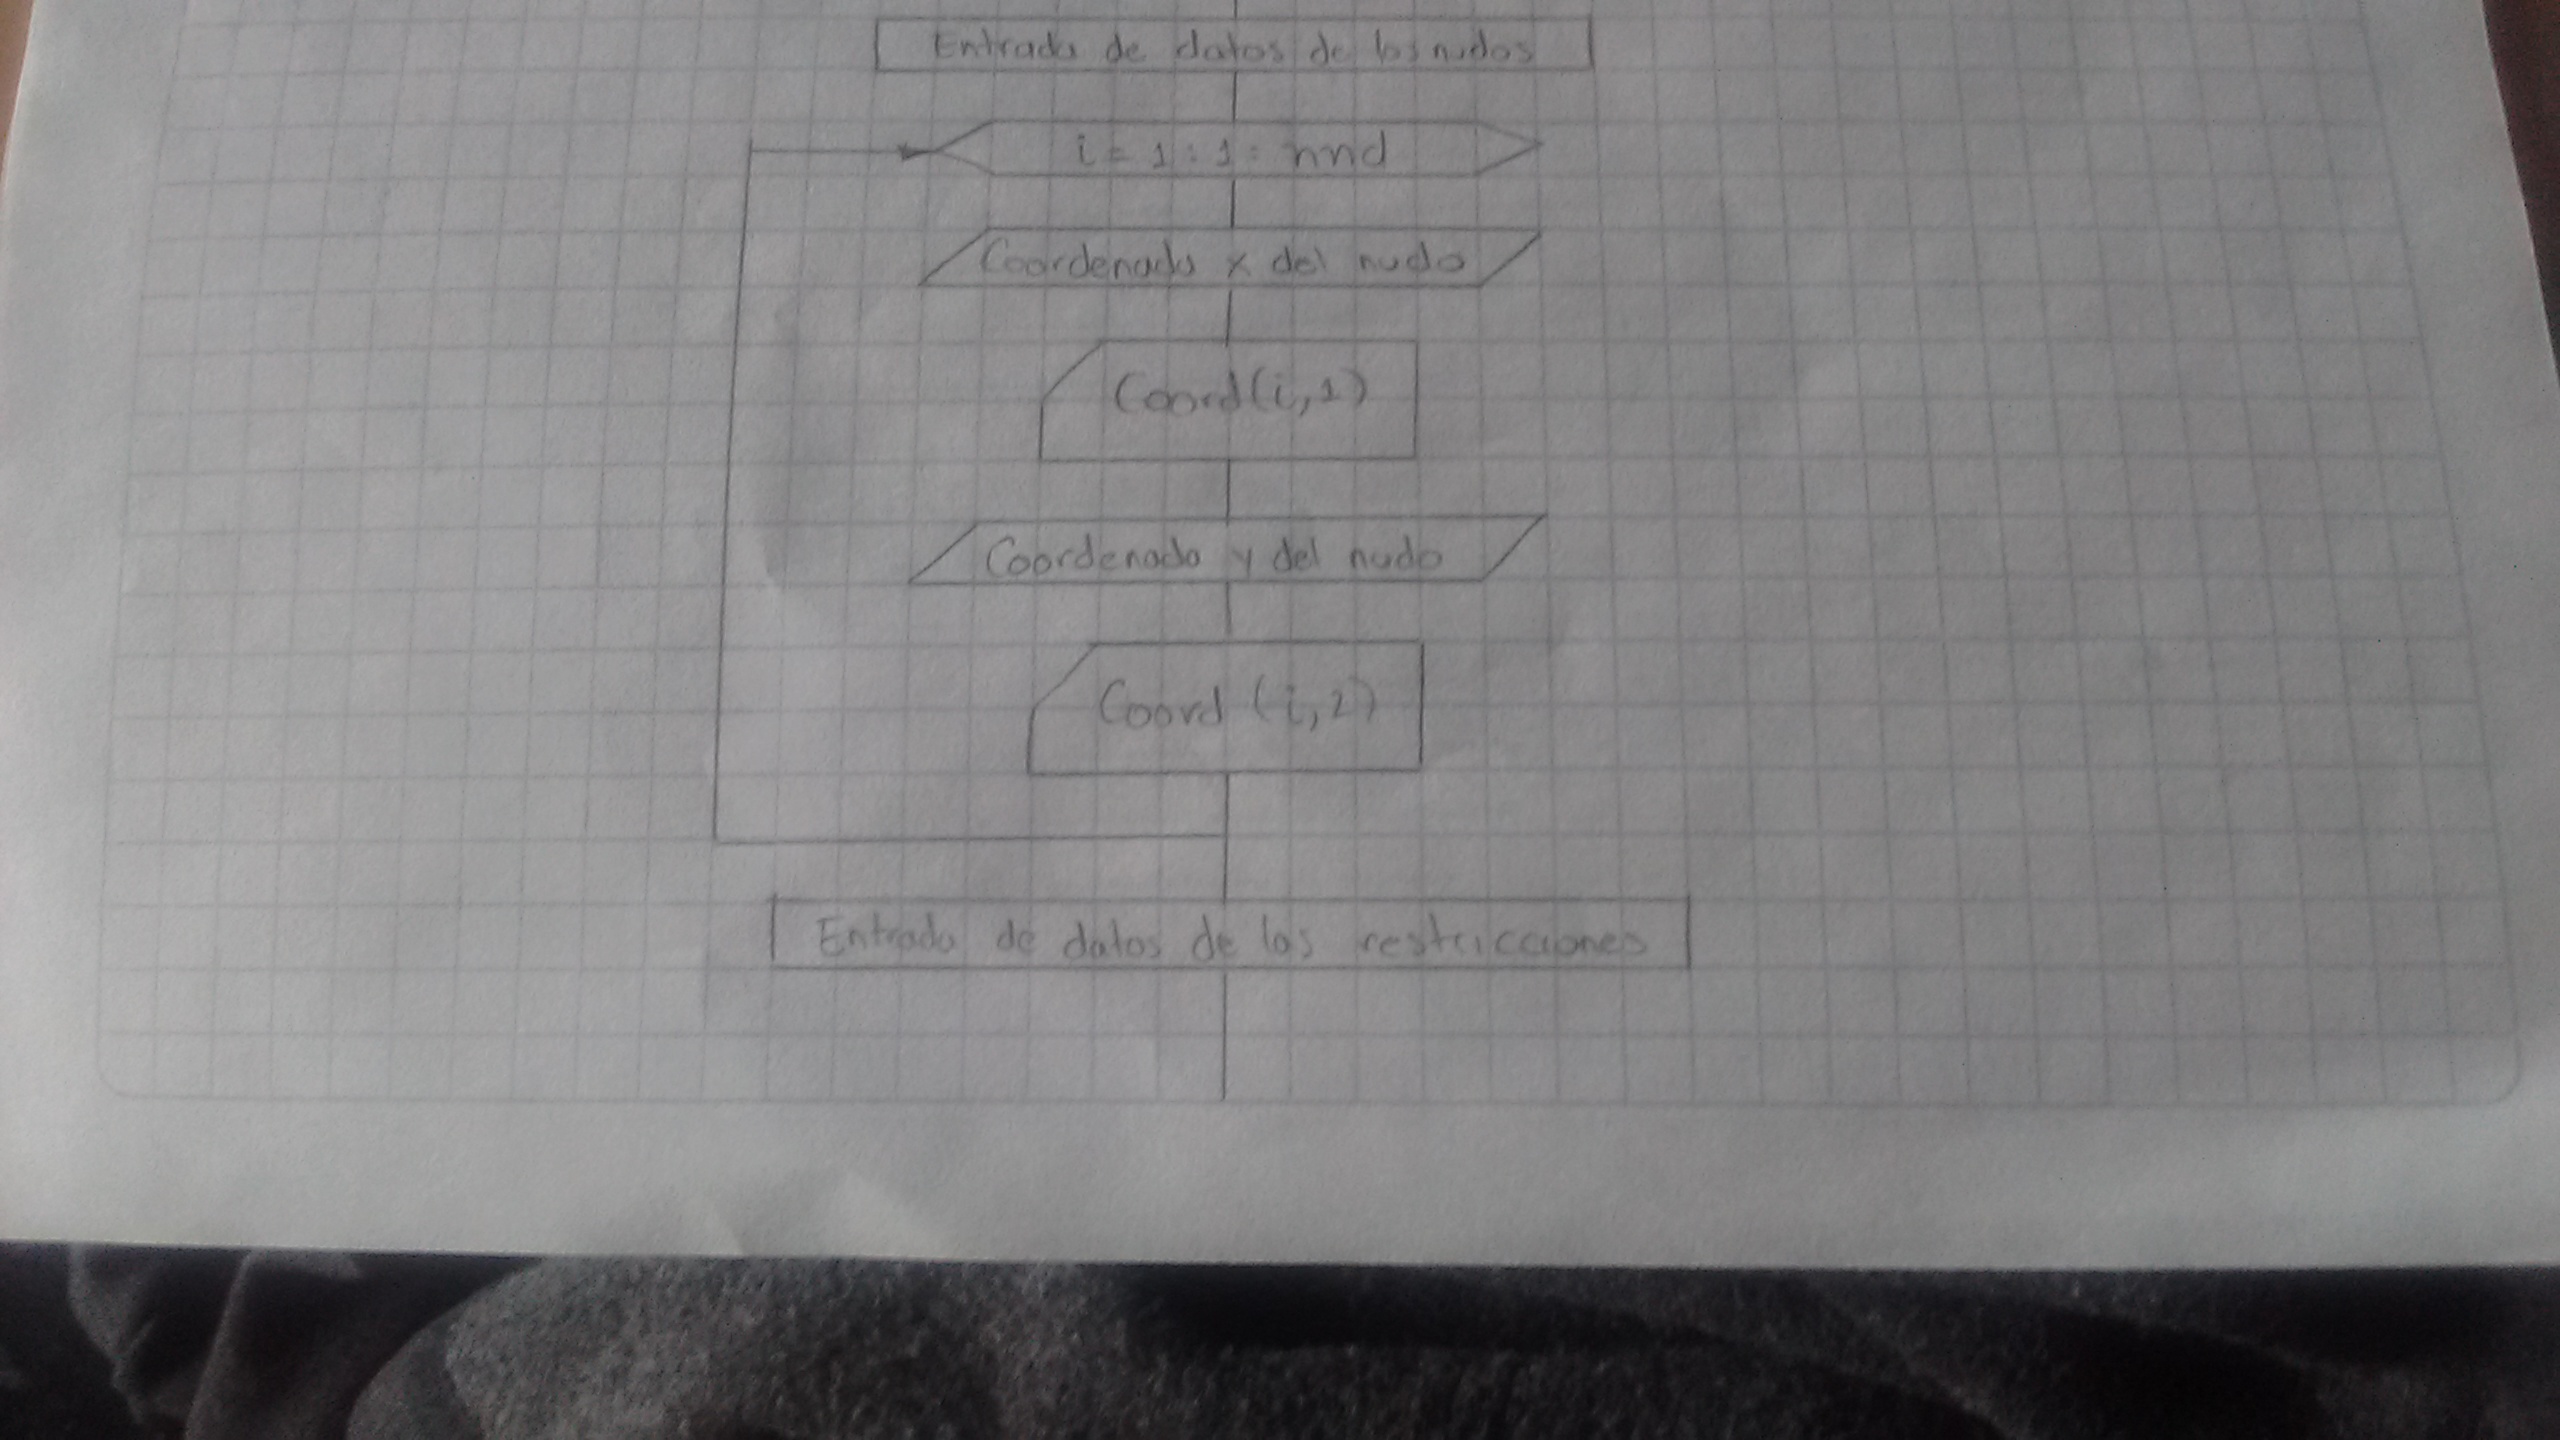 Entrada de datos de los nudos
i = 1 : 1 : nnd
Coordenada x del nudo
Coord(i,1)
Coordenada y del nudo
Coord (i,2)
Entrada de datos de las restricciones